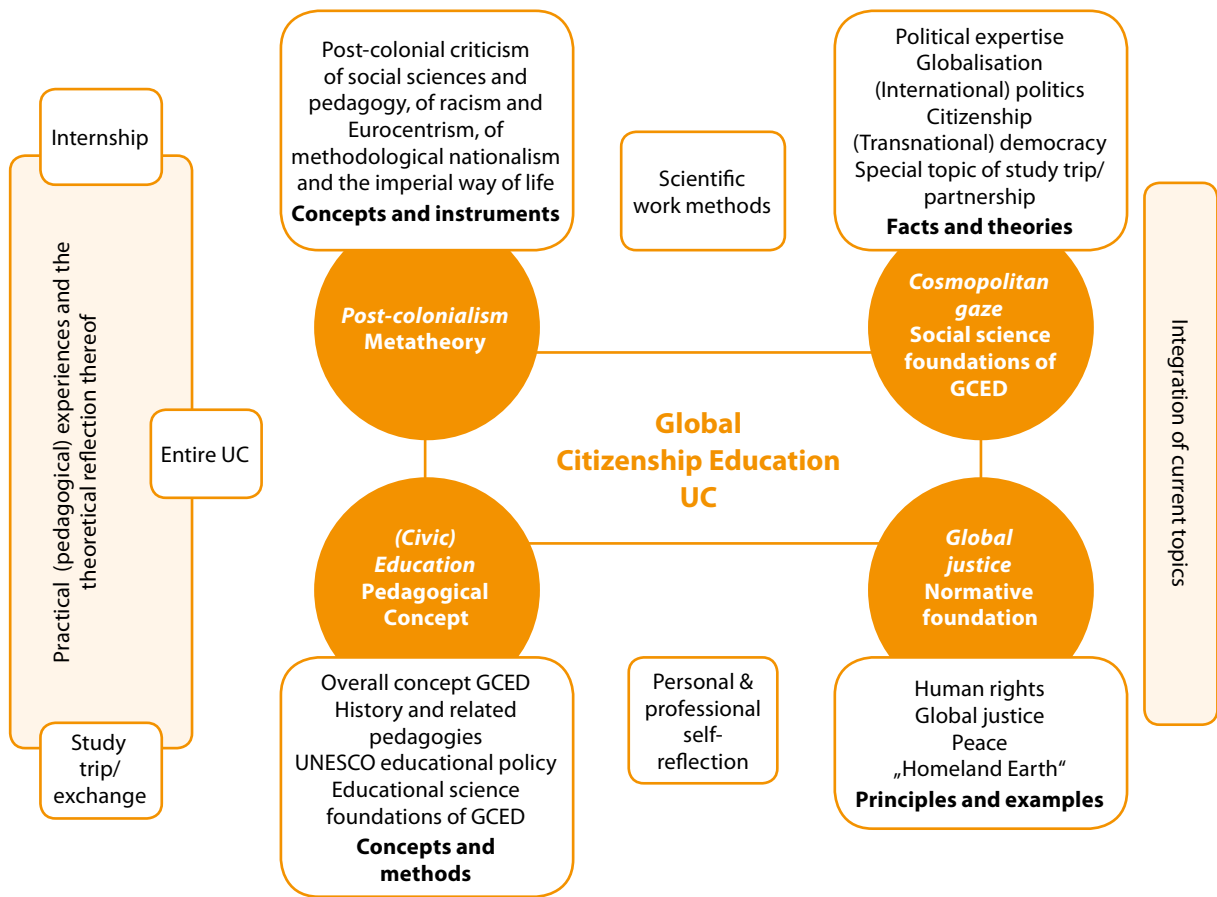 Internship
Practical (pedagogical) experiences and the
theoretical reflection thereof
Entire UC
Study
trip/
exchange
Post-colonial criticism
of social sciences and
pedagogy, of racism and
Eurocentrism, of
methodological nationalism
and the imperial way of life
Concepts and instruments
Post-colonialism
Metatheory
Scientific
work methods
Political expertise
Globalisation
(International) politics
Citizenship
(Transnational) democracy
Special topic of study trip/
partnership
Facts and theories
Cosmopolitan
gaze
Social science
foundations of
GCED
Global
Citizenship Education
UC
(Civic)
Education
Pedagogical
Concept
Overall concept GCED
History and related
pedagogies
UNESCO educational policy
Educational science
foundations of GCED
Concepts and
methods
Personal &
professional
self-
reflection
Global
justice
Normative
foundation
Human rights
Global justice
Peace
„Homeland Earth“
Principles and examples
Integration of current
topics